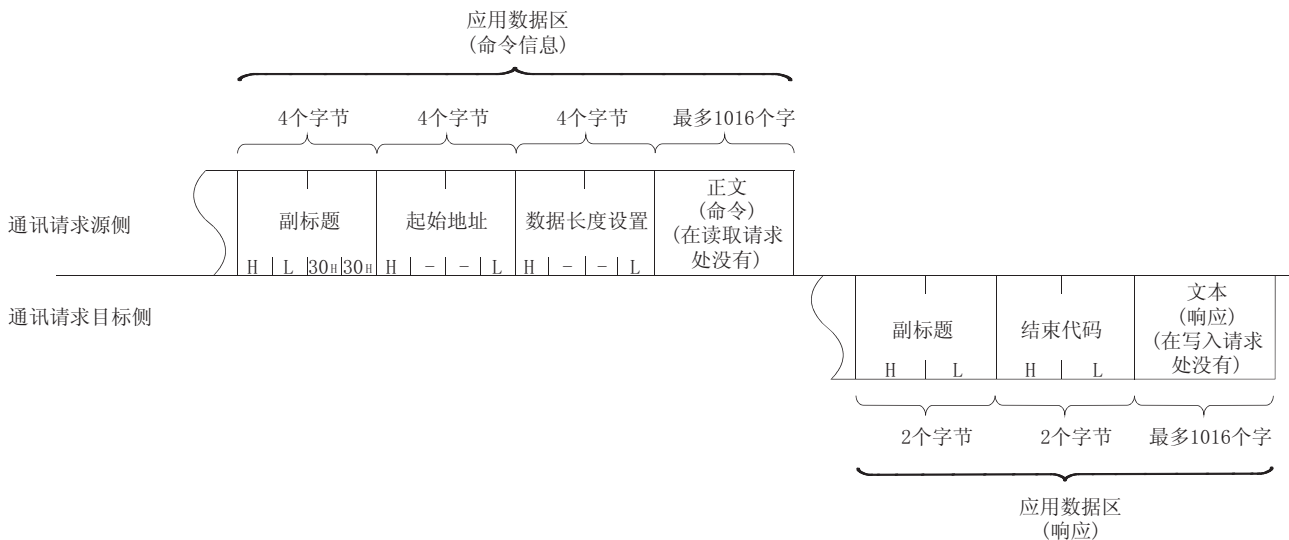 应用数据区
(命令信息)
4个字节 4个字节 4个字节 最多1016个字
通讯请求源侧
副标题
H L 30H 30H
起始地址
H - - L
数据长度设置
H - - L
正文
(命令)
(在读取请求
处没有)
通讯请求目标侧
副标题
H L
结束代码
H L
文本
(响应)
(在写入请求
处没有)
2个字节 2个字节 最多1016个字
应用数据区
(响应)